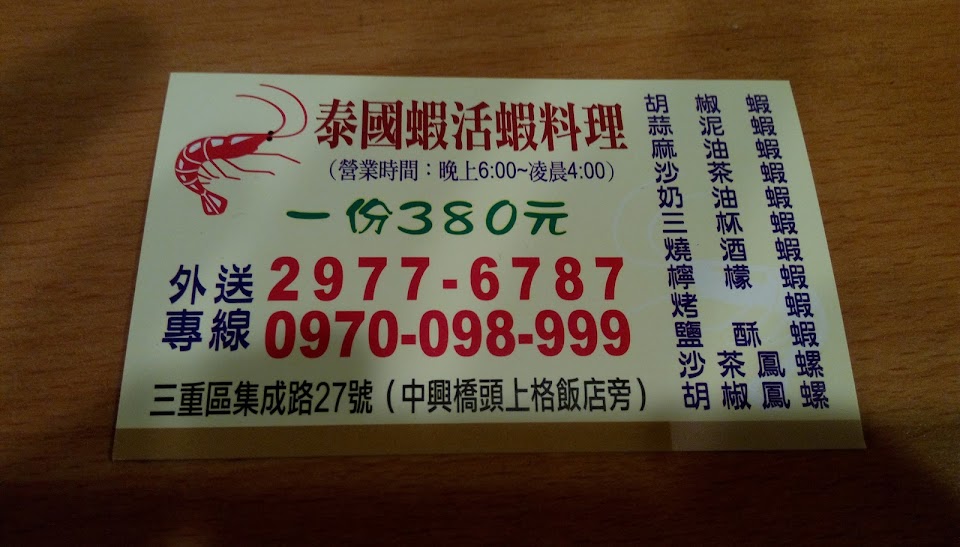 泰國蝦活蝦料理
（營業時間：晚上6:00~凌晨4:00）
一份380元
外送
專線
2977-6787
0970-098-999
三重區集成路27號（中興橋頭上格飯店旁）
胡椒蝦
蒜泥蝦
麻油蝦
沙茶蝦
奶油蝦
三杯蝦
燒酒蝦
檸檬蝦
烤蝦
鹽酥蝦
沙茶鳳螺
胡椒鳳螺